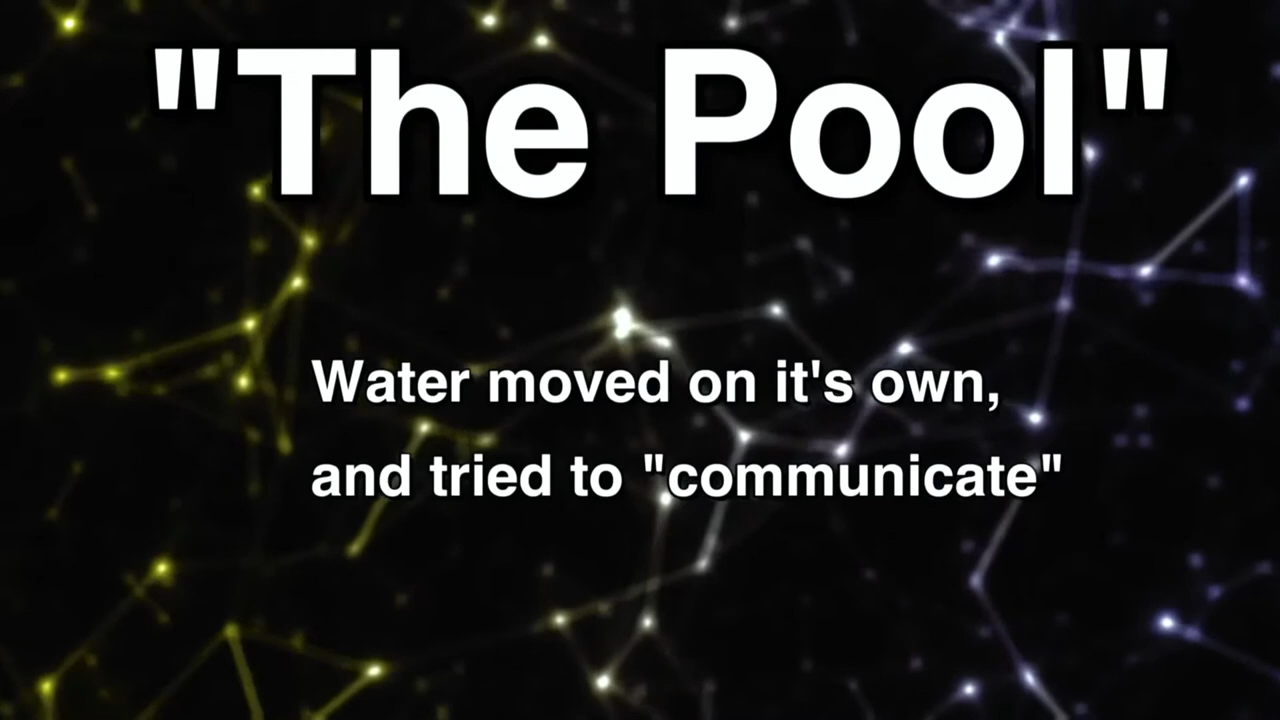 "The Pool"
Water moved on it's own,
and tried to "communicate"